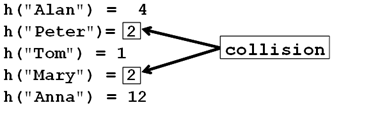 h("Alan") = 4
h("Peter")= 2
h("Tom") = 1
h("Mary") = 2
h("Anna") = 12
collision